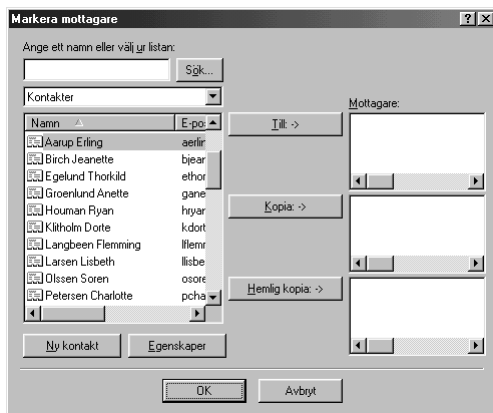 Markera mottagare
Ange ett namn eller välj ur listan:
Sök...
Kontakter
Namn E-po
Aarup Erling aerlin
Birch Jeanette bjear
Egelund Thorkild ethor
Groenlund Anette gane
Houman Ryan hryar
Klitholm Dorte kdort
Langbeen Flemming lflemr
Larsen Lisbeth llisbe
Olssen Soren osore
Petersen Charlotte pcha
Ny kontakt Egenskaper
Till: ->
Kopia: ->
Hemlig kopia: ->
Mottagare:
OK Avbryt